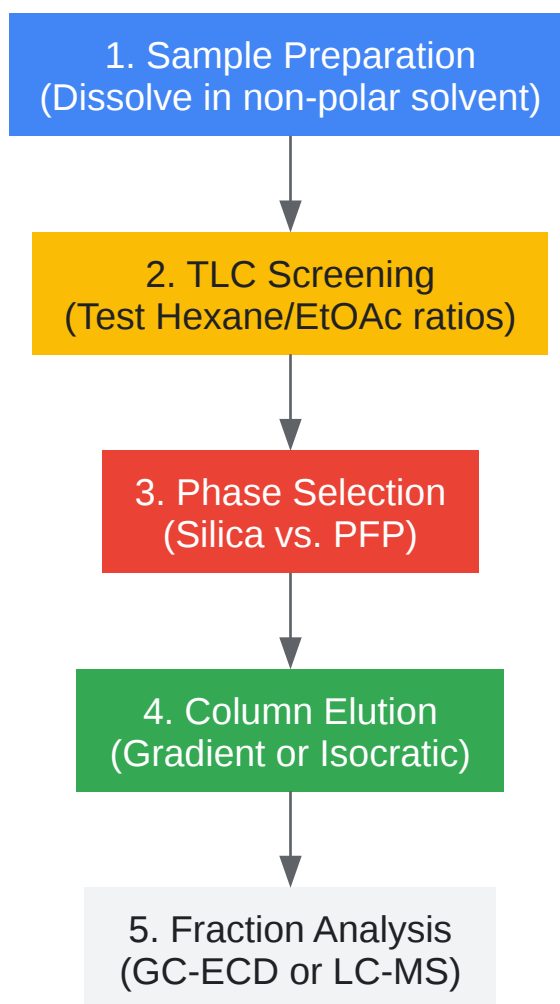 1. Sample Preparation
(Dissolve in non-polar solvent)
2. TLC Screening
(Test Hexane/EtOAc ratios)
3. Phase Selection
(Silica vs. PFP)
4. Column Elution
(Gradient or Isocratic)
5. Fraction Analysis
(GC-ECD or LC-MS)